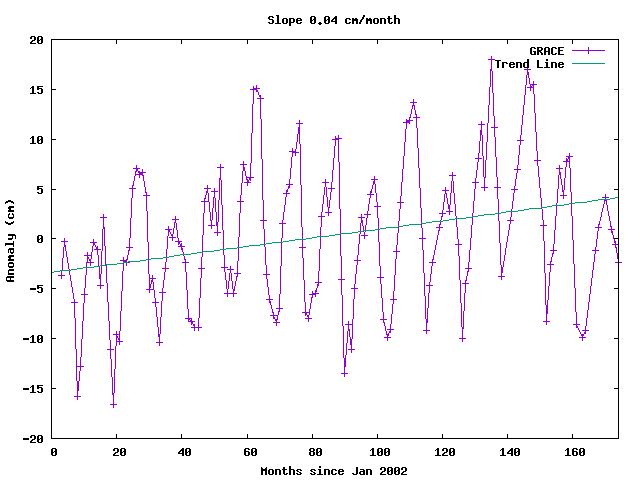 Slope 0.04 cm/month
GRACE
Trend Line
20
15
10
5
0
-5
-10
-15
-20
Anomaly (cm)
0 20 40 60 80 100 120 140 160
Months since Jan 2002